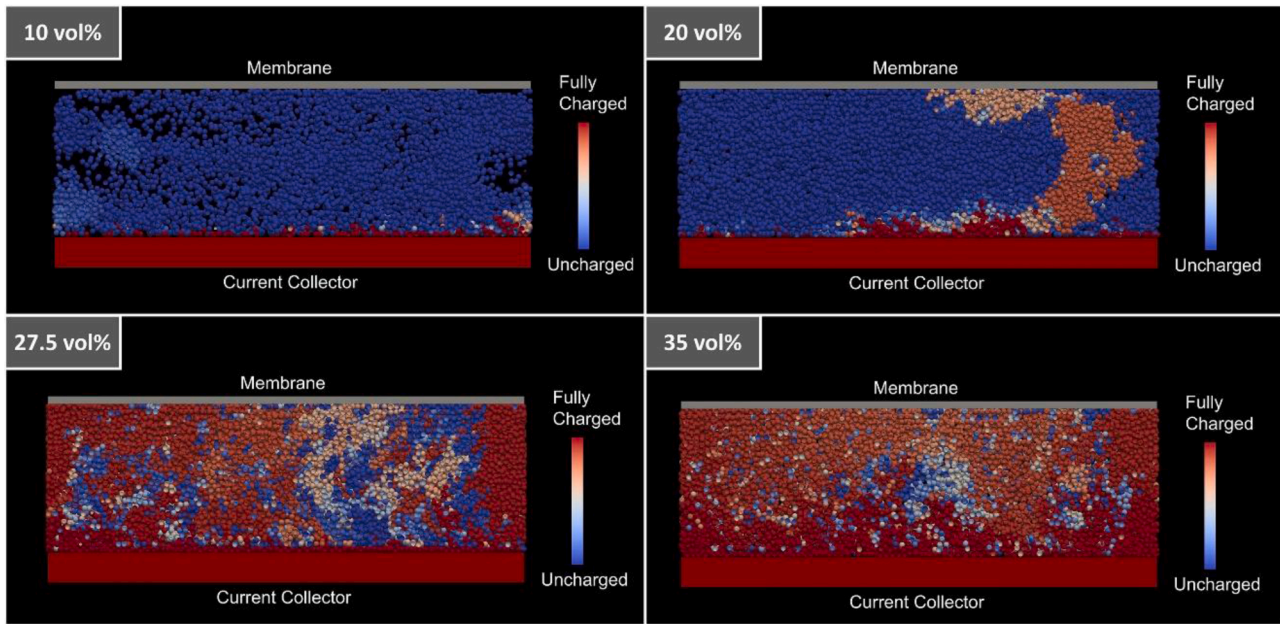 10 vol%
Membrane
Fully
Charged
Uncharged
Current Collector
20 vol%
Membrane
Fully
Charged
Uncharged
Current Collector
27.5 vol%
Membrane
Fully
Charged
Uncharged
Current Collector
35 vol%
Membrane
Fully
Charged
Uncharged
Current Collector